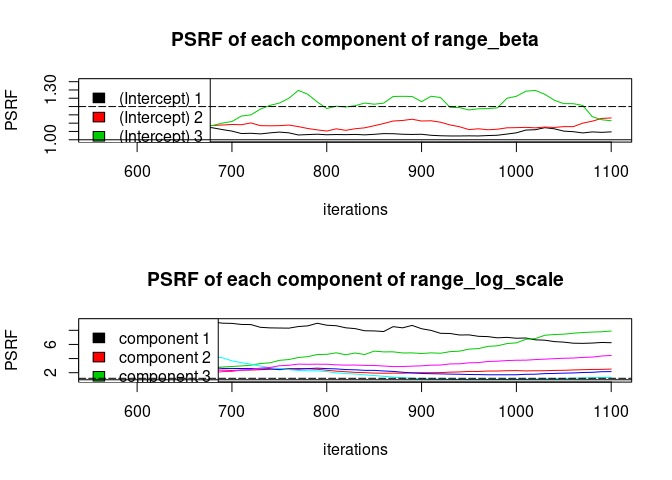 PSRF of each component of range_beta
PSRF
1.00 1.30
(Intercept) 1
(Intercept) 2
(Intercept) 3
600 700 800 900 1000 1100
iterations
PSRF of each component of range_log_scale
PSRF
2 6
component 1
component 2
component 3
600 700 800 900 1000 1100
iterations